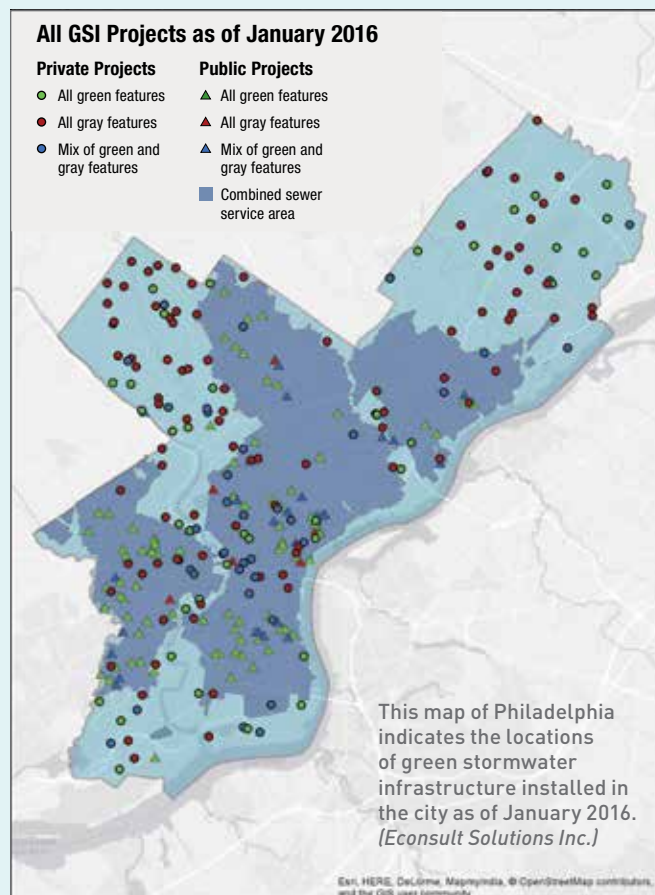 All GSI Projects as of January 2016
Private Projects
All green features
All gray features
Mix of green and
gray features
Public Projects
All green features
All gray features
Mix of green and
gray features
Combined sewer
service area
This map of Philadelphia
indicates the locations
of green stormwater
infrastructure installed in
the city as of January 2016.
(Econsult Solutions Inc.)
Esri, HERE, DeLorme, MapmyIndia, © OpenStreetMap contributors,
and the GIS user community